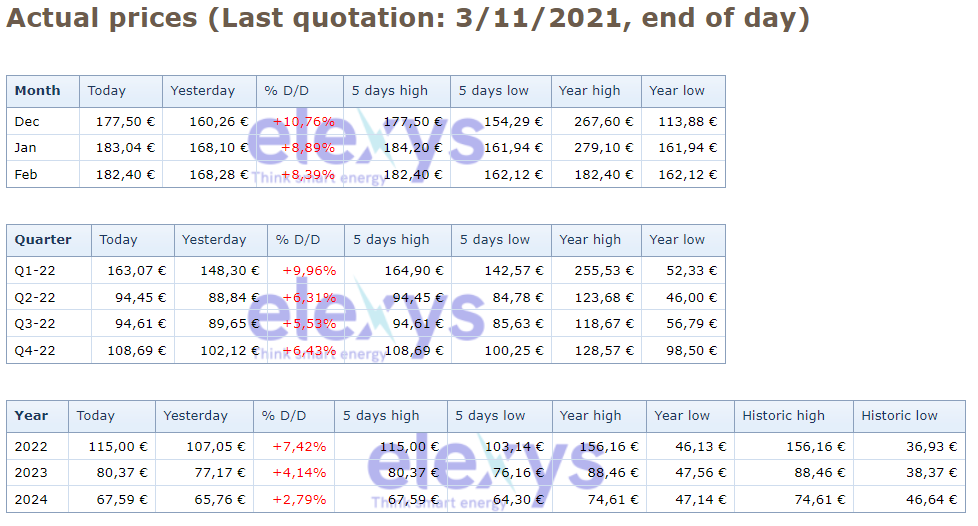 Actual prices (Last quotation: 3/11/2021, end of day)
Month Today Yesterday % D/D 5 days high 5 days low Year high Year low
Dec 177,50 € 160,26 € +10,76% 177,50 € 154,29 € 267,60 € 113,88 €
Jan 183,04 € 168,10 € +8,89% 184,20 € 161,94 € 279,10 € 161,94 €
Feb 182,40 € 168,28 € +8,39% 182,40 € 162,12 € 182,40 € 162,12 €
elexys
Think smart energy
Quarter Today Yesterday % D/D 5 days high 5 days low Year high Year low
Q1-22 163,07 € 148,30 € +9,96% 164,90 € 142,57 € 255,53 € 52,33 €
Q2-22 94,45 € 88,84 € +6,31% 94,45 € 84,78 € 123,68 € 46,00 €
Q3-22 94,61 € 89,65 € +5,53% 94,61 € 85,63 € 118,67 € 56,79 €
Q4-22 108,69 € 102,12 € +6,43% 108,69 € 100,25 € 128,57 € 98,50 €
elexys
Think smart energy
Year Today Yesterday % D/D 5 days high 5 days low Year high Year low Historic high Historic low
2022 115,00 € 107,05 € +7,42% 115,00 € 103,14 € 156,16 € 46,13 € 156,16 € 36,93 €
2023 80,37 € 77,17 € +4,14% 80,37 € 76,16 € 88,46 € 47,56 € 88,46 € 38,37 €
2024 67,59 € 65,76 € +2,79% 67,59 € 64,30 € 74,61 € 47,14 € 74,61 € 46,64 €
elexys
Think smart energy